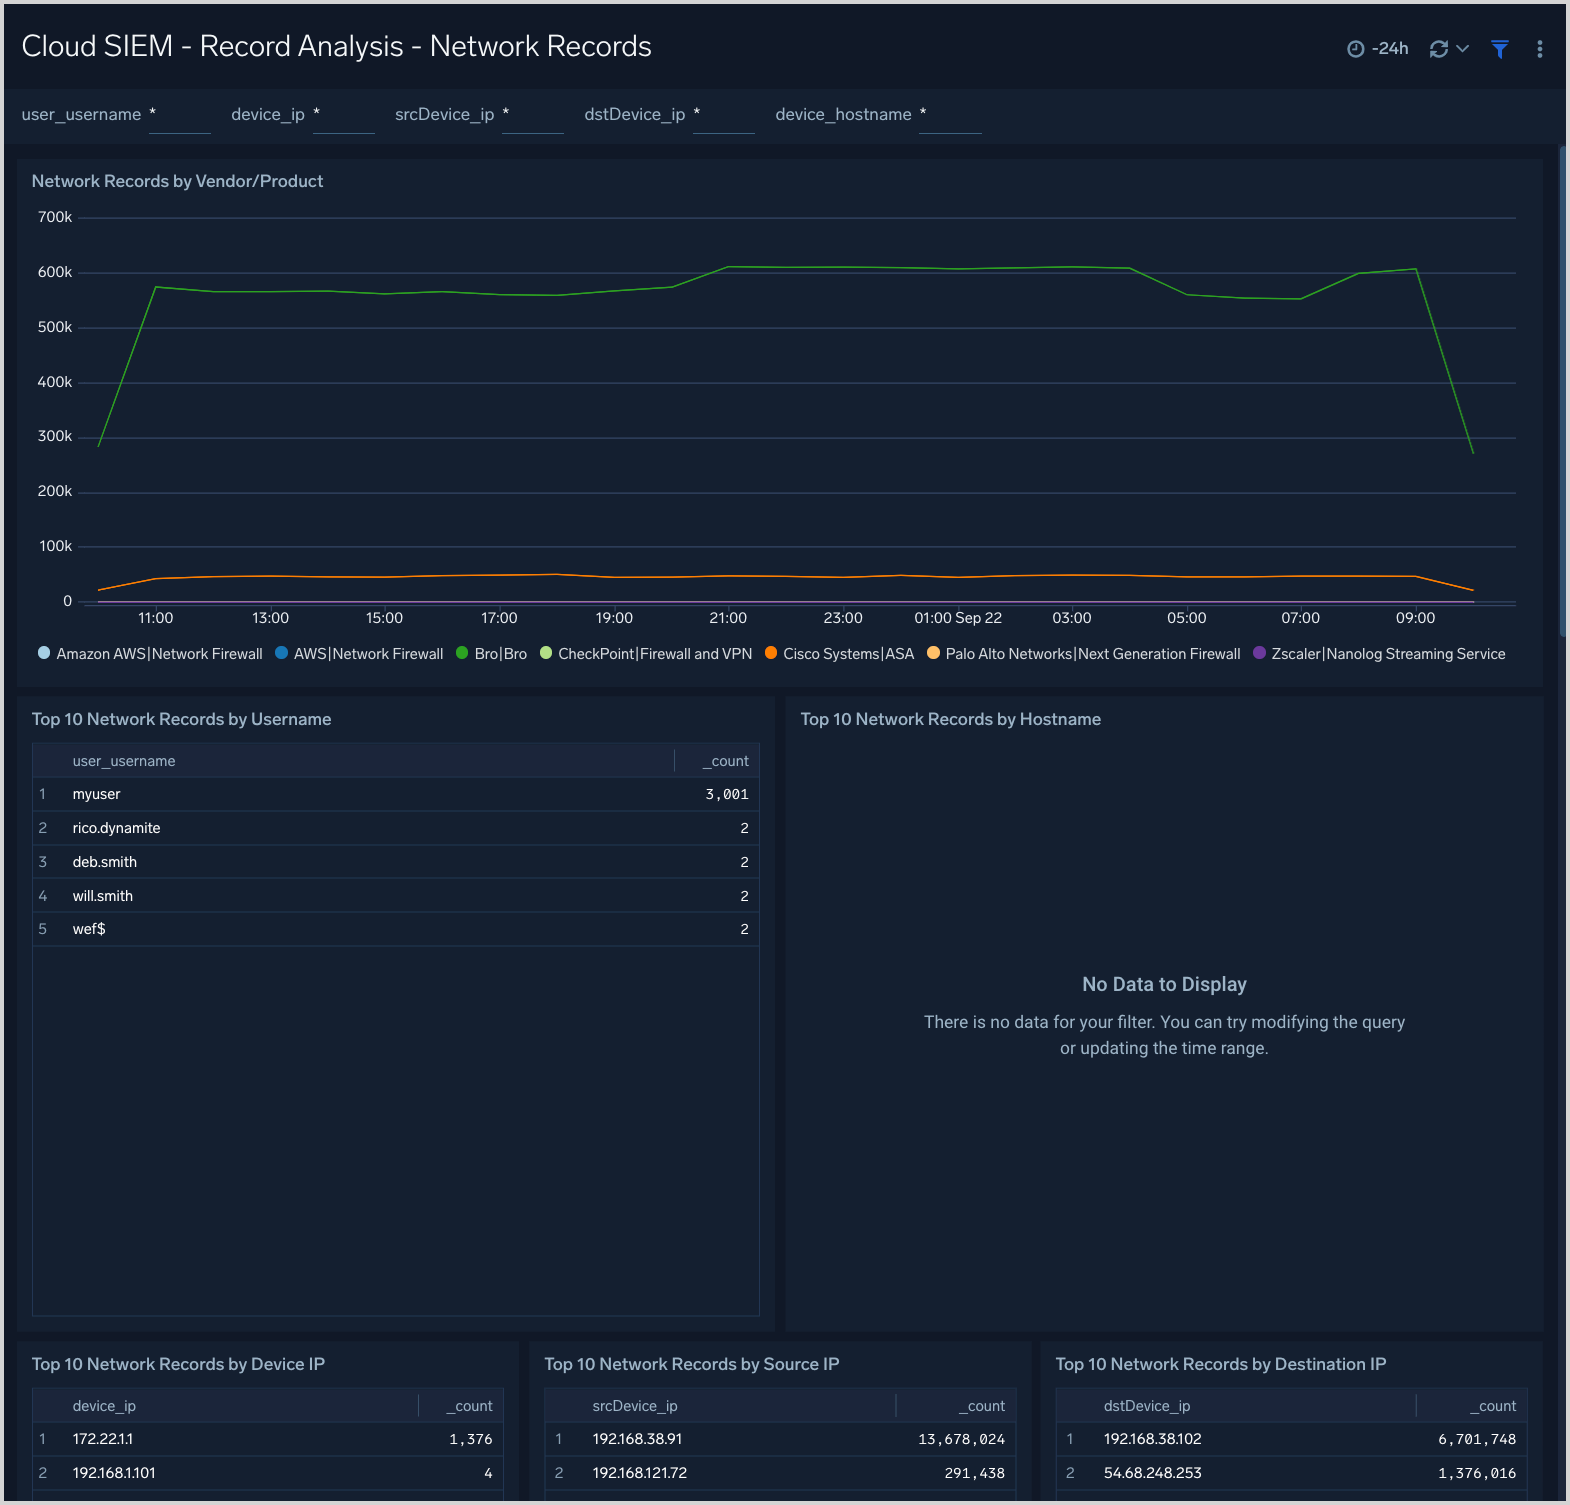 Cloud SIEM - Record Analysis - Network Records
-24h
user_username * device_ip * srcDevice_ip * dstDevice_ip * device_hostname *
Network Records by Vendor/Product
700k
600k
500k
400k
300k
200k
100k
0
11:00 13:00 15:00 17:00 19:00 21:00 23:00 01:00 Sep 22 03:00 05:00 07:00 09:00
Amazon AWS|Network Firewall AWS|Network Firewall Bro|Bro CheckPoint|Firewall and VPN Cisco Systems|ASA Palo Alto Networks|Next Generation Firewall Zscaler|Nanolog Streaming Service
Top 10 Network Records by Username
user_username _count
1 myuser 3,001
2 rico.dynamite 2
3 deb.smith 2
4 will.smith 2
5 wef$ 2
Top 10 Network Records by Hostname
No Data to Display
There is no data for your filter. You can try modifying the query
or updating the time range.
Top 10 Network Records by Device IP
device_ip _count
1 172.22.1.1 1,376
2 192.168.1.101 4
Top 10 Network Records by Source IP
srcDevice_ip _count
1 192.168.38.91 13,678,024
2 192.168.121.72 291,438
Top 10 Network Records by Destination IP
dstDevice_ip _count
1 192.168.38.102 6,701,748
2 54.68.248.253 1,376,016